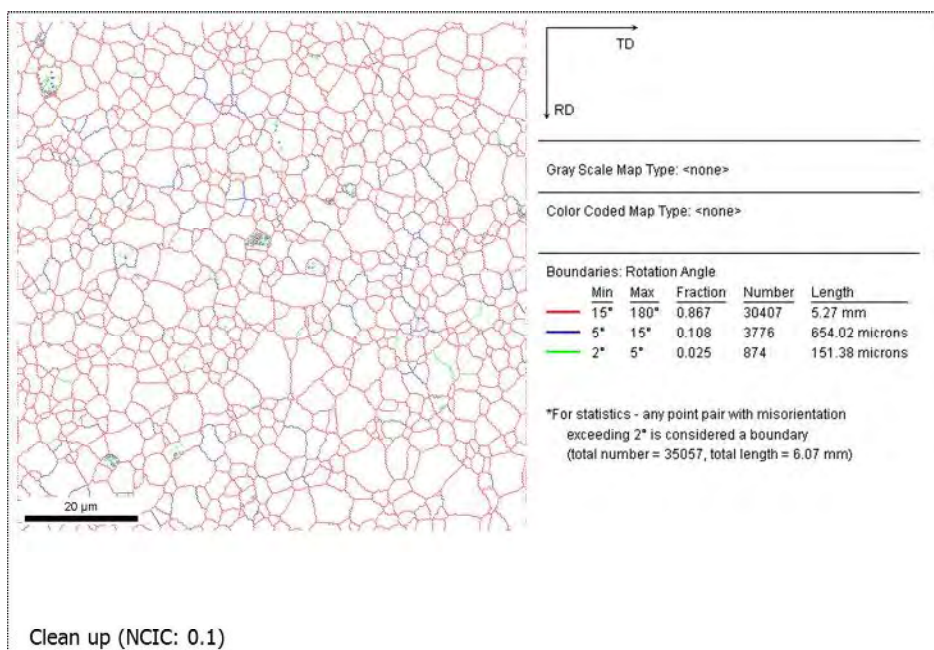 TD
RD
Gray Scale Map Type: <none>
Color Coded Map Type: <none>
Boundaries: Rotation Angle
Min Max Fraction Number Length
15° 180° 0.867 30407 5.27 mm
5° 15° 0.108 3776 654.02 microns
2° 5° 0.025 874 151.38 microns
*For statistics - any point pair with misorientation
exceeding 2° is considered a boundary
(total number = 35057, total length = 6.07 mm)
20 µm
Clean up (NCIC: 0.1)